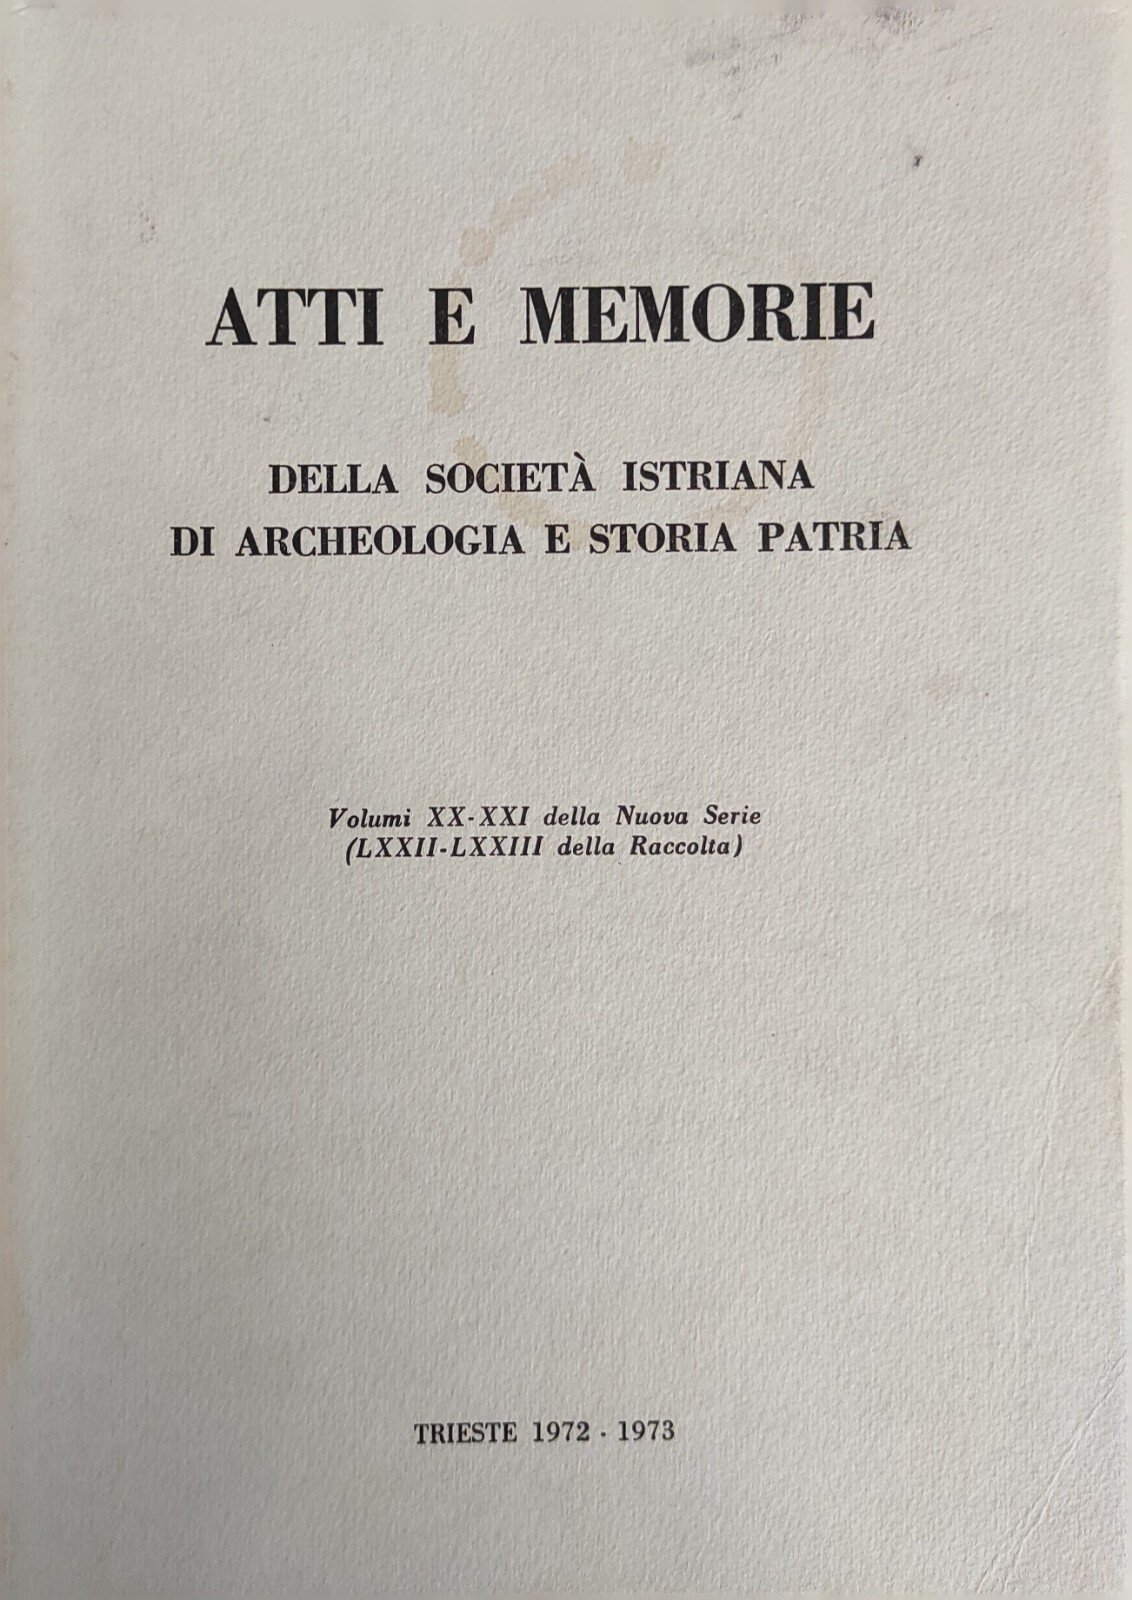 ATTI E MEMORIE
DELLA SOCIETÀ ISTRIANA
DI ARCHEOLOGIA E STORIA PATRIA
Volumi XX-XXI della Nuova Serie
(LXXII-LXXIII della Raccolta)
TRIESTE 1972 - 1973